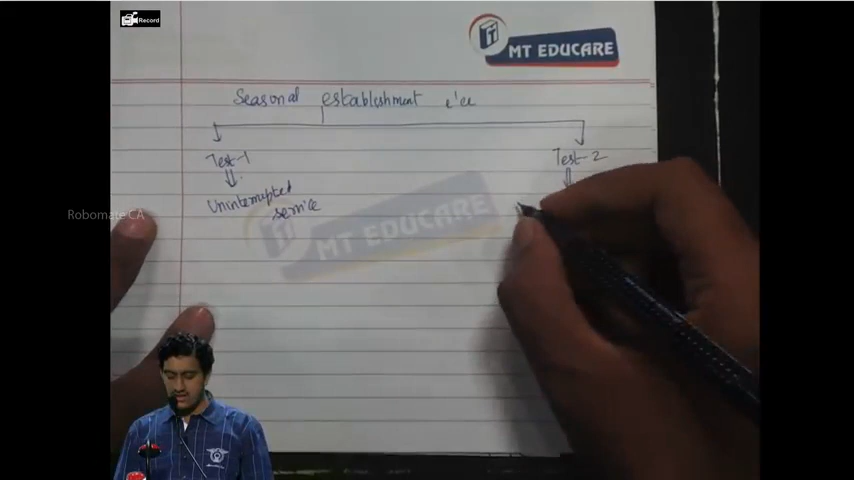 Record
MT EDUCARE
Seasonal establishment
Test-1
Test-2
Uninterrupted
service
Robomate CA
MT EDUCARE